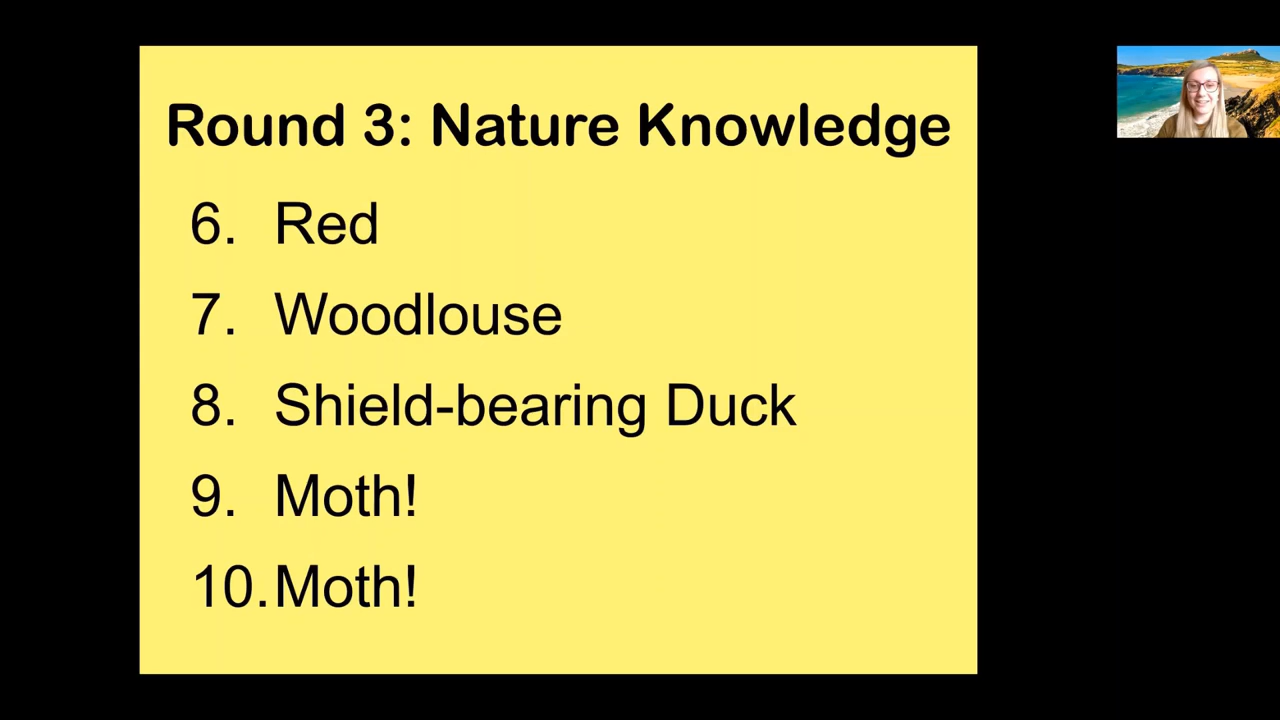 Round 3: Nature Knowledge
6. Red
7. Woodlouse
8. Shield-bearing Duck
9. Moth!
10. Moth!